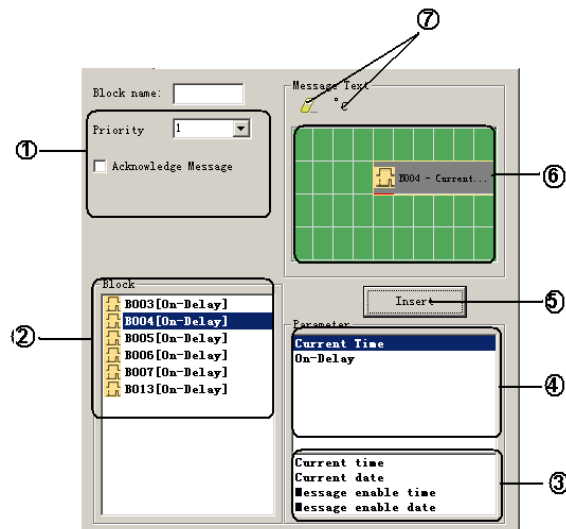 ⑦
Block name:
Message Text
Priority 1
①
Acknowledge Message
B004 - Current...
⑥
Block
B003[On-Delay]
B004[On-Delay]
B005[On-Delay]
B006[On-Delay]
B007[On-Delay]
B013[On-Delay]
②
Insert
⑤
Parameter
Current Time
On-Delay
④
Current time
Current date
Message enable time
Message enable date
③